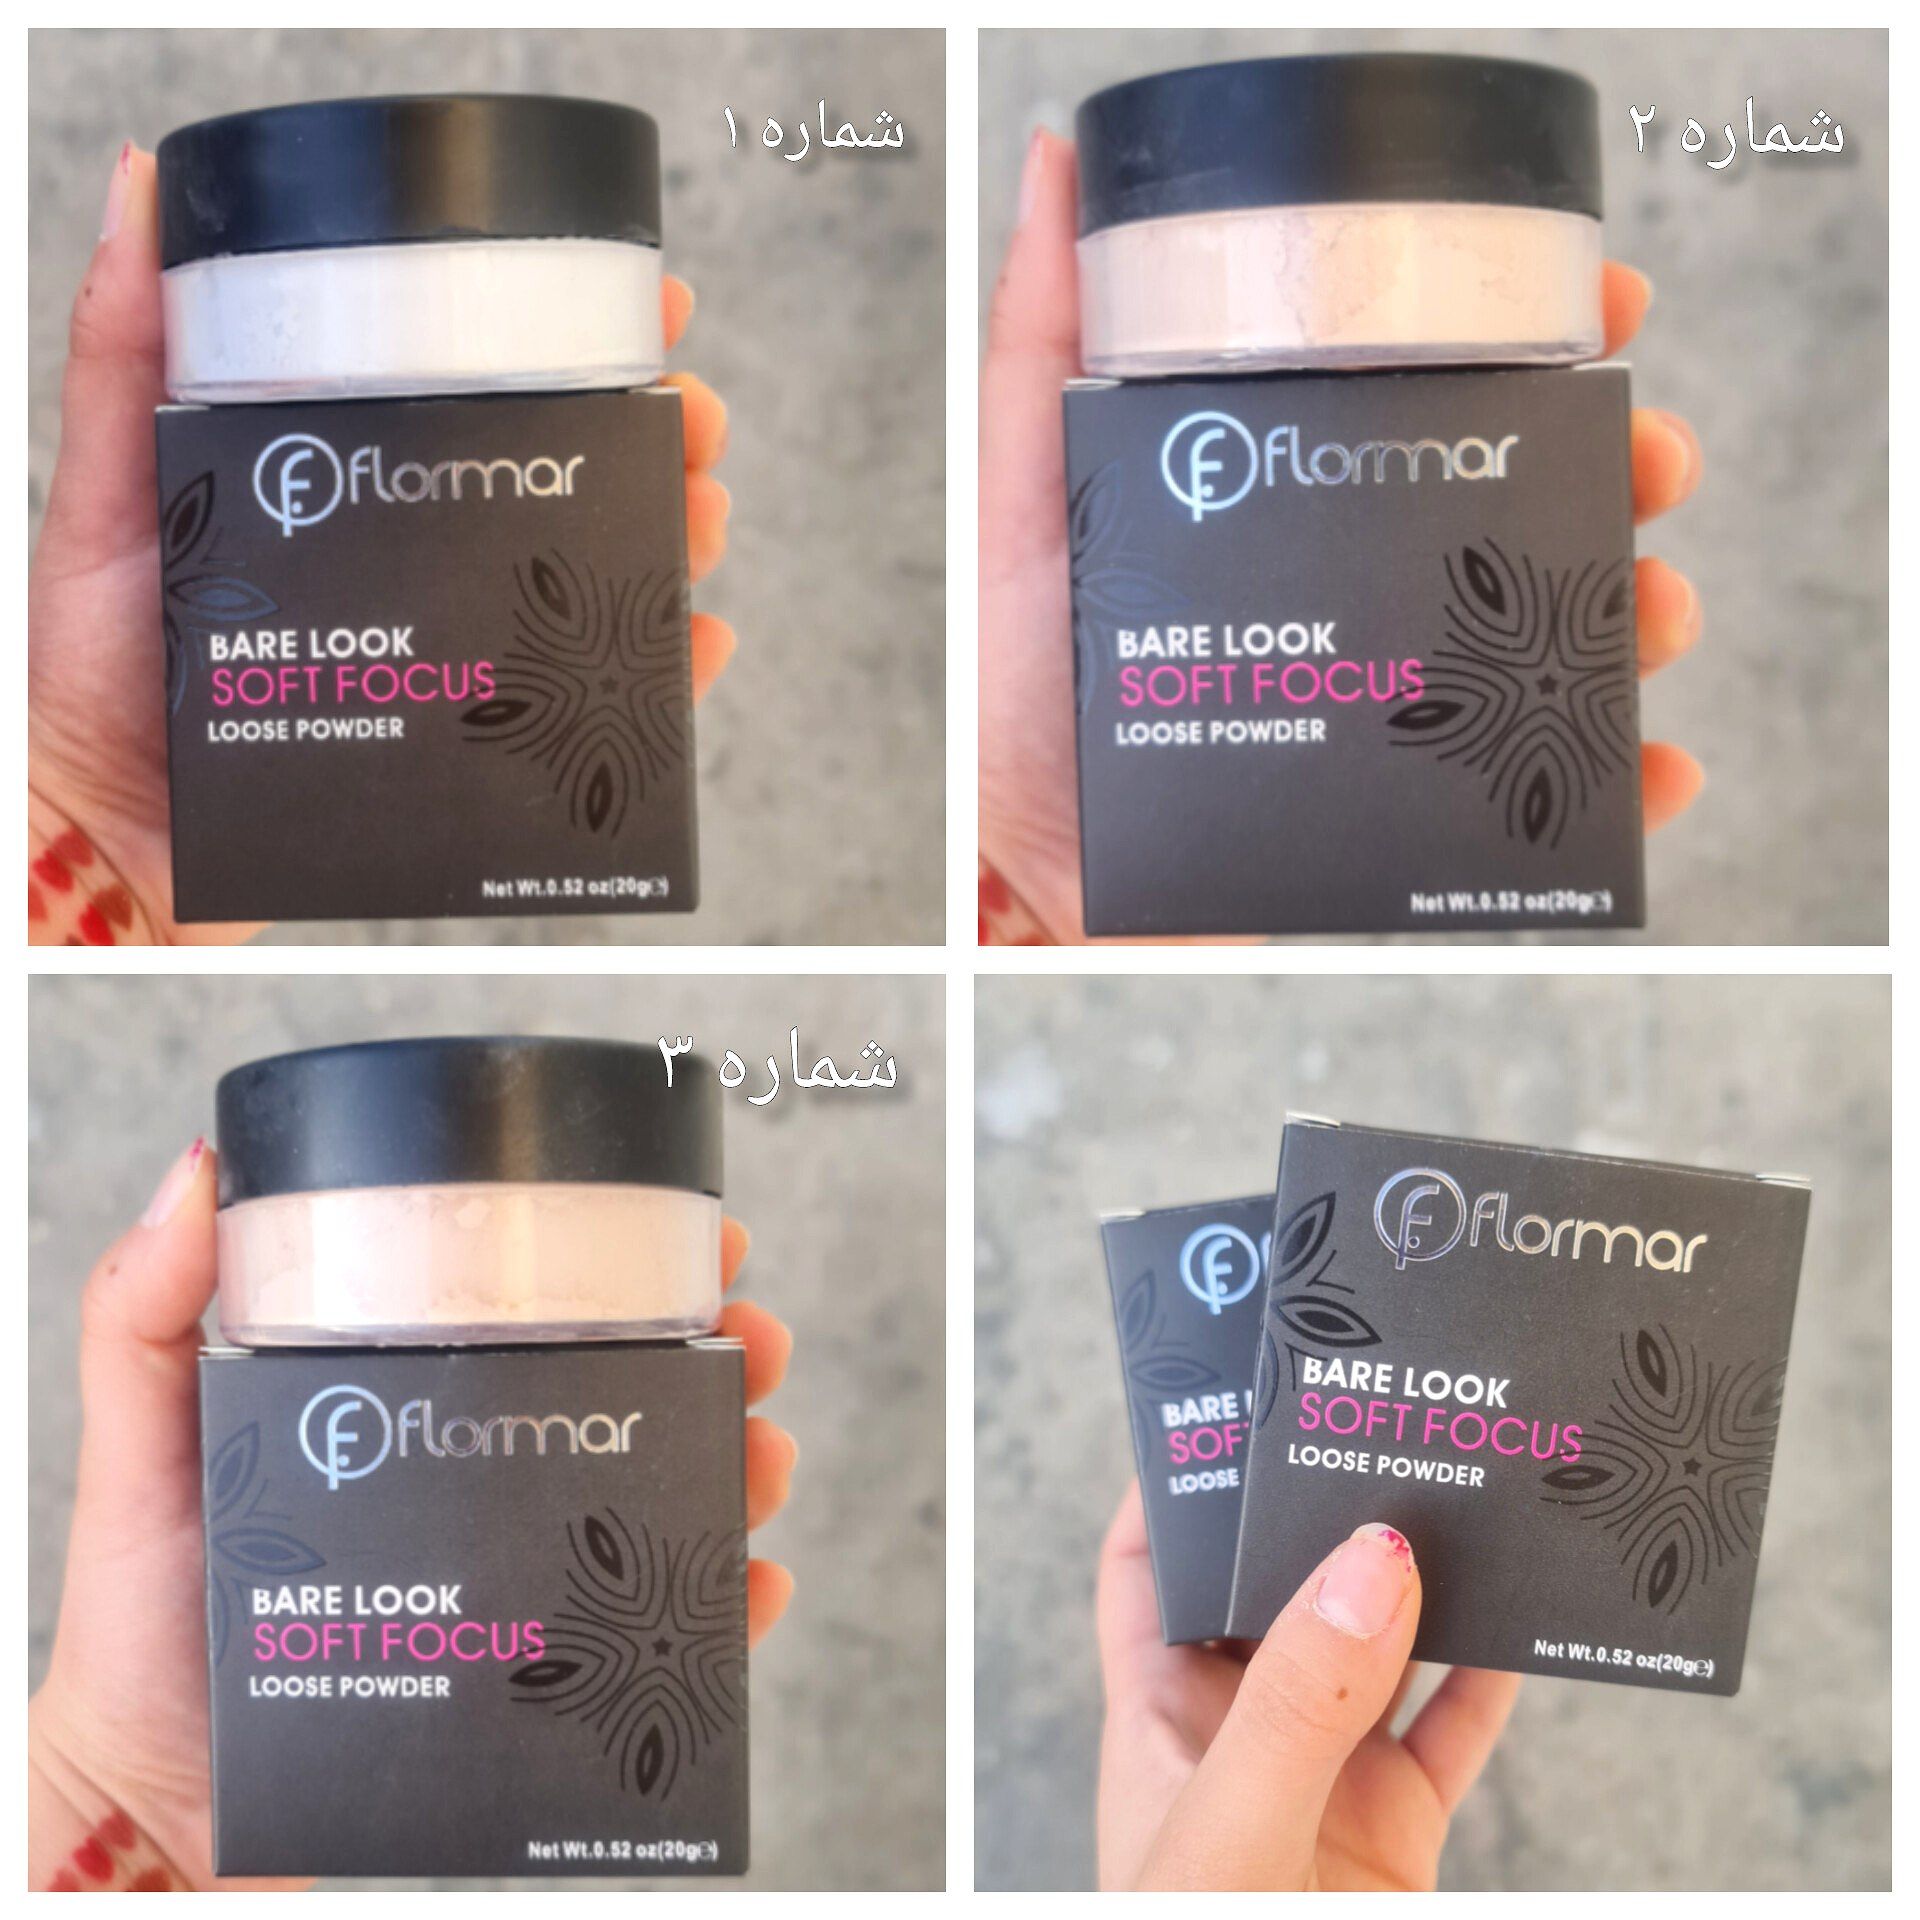 شماره ۱
flormar
BARE LOOK
SOFT FOCUS
LOOSE POWDER
Net Wt.0.52 oz(20g℮)
شماره ۲
flormar
BARE LOOK
SOFT FOCUS
LOOSE POWDER
Net Wt.0.52 oz(20g℮)
شماره ۳
flormar
BARE LOOK
SOFT FOCUS
LOOSE POWDER
Net Wt.0.52 oz(20g℮)
BARE
SOF
LOOSE
flormar
BARE LOOK
SOFT FOCUS
LOOSE POWDER
Net Wt.0.52 oz(20g℮)